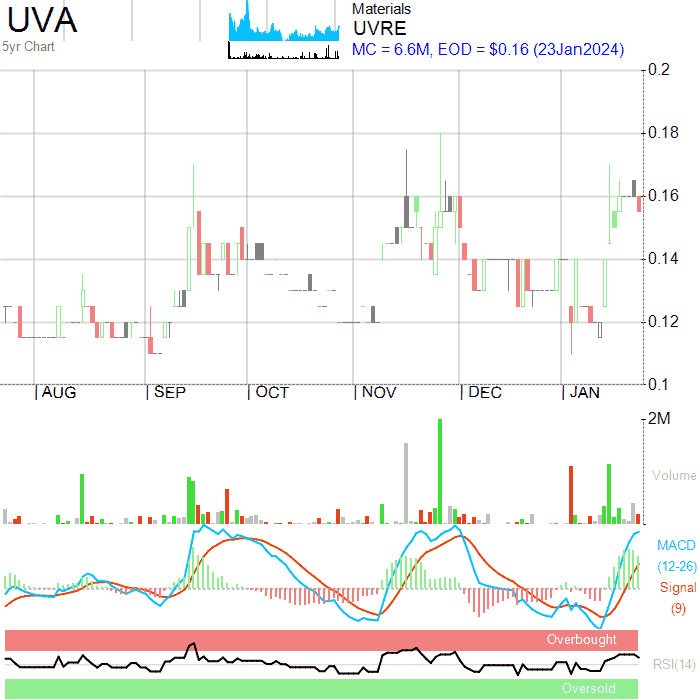 UVA
5yr Chart
Materials
UVRE
MC = 6.6M, EOD = $0.16 (23Jan2024)
0.2
0.18
0.16
0.14
0.12
0.1
AUG SEP OCT NOV DEC JAN
2M
Volume
MACD
(12-26)
Signal
(9)
Overbought
RSI(14)
Oversold